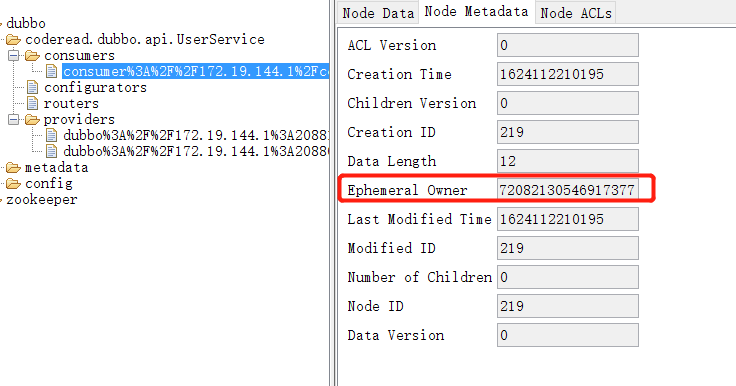 dubbo
coderead.dubbo.api.UserService
consumers
consumer%3A%2F%2F172.19.144.1%2Fc
configurators
routers
providers
dubbo%3A%2F%2F172.19.144.1%3A2088
dubbo%3A%2F%2F172.19.144.1%3A2088
metadata
config
zookeeper
Node Data Node Metadata Node ACLs
ACL Version 0
Creation Time 1624112210195
Children Version 0
Creation ID 219
Data Length 12
Ephemeral Owner 72082130546917377
Last Modified Time 1624112210195
Modified ID 219
Number of Children 0
Node ID 219
Data Version 0